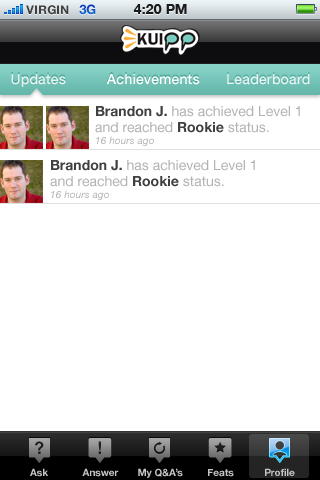 VIRGIN 3G 4:20 PM
KUIPP
Updates Achievements Leaderboard
Brandon J. has achieved Level 1
and reached Rookie status.
16 hours ago
Brandon J. has achieved Level 1
and reached Rookie status.
16 hours ago
? !
Ask Answer My Q&A's Feats Profile